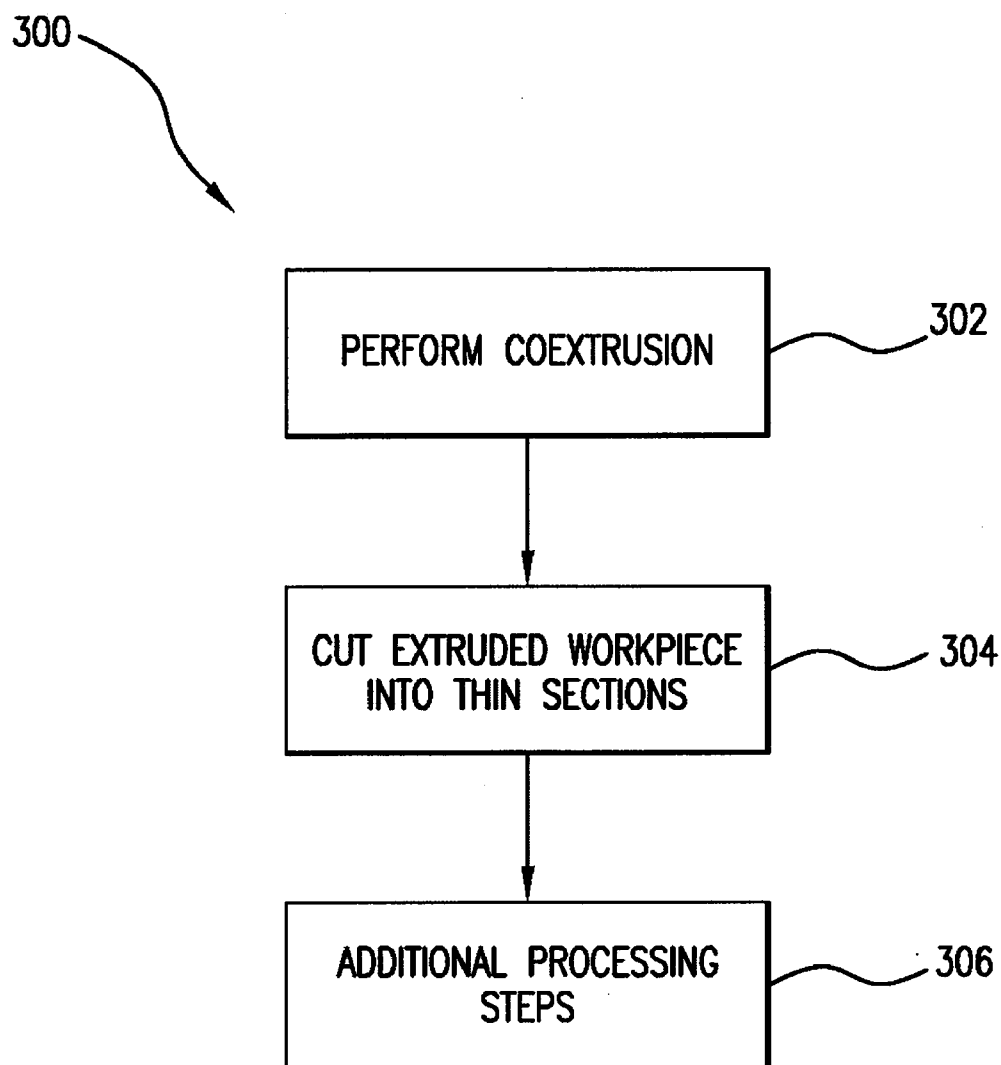 300
PERFORM COEXTRUSION
302
CUT EXTRUDED WORKPIECE
INTO THIN SECTIONS
304
ADDITIONAL PROCESSING
STEPS
306